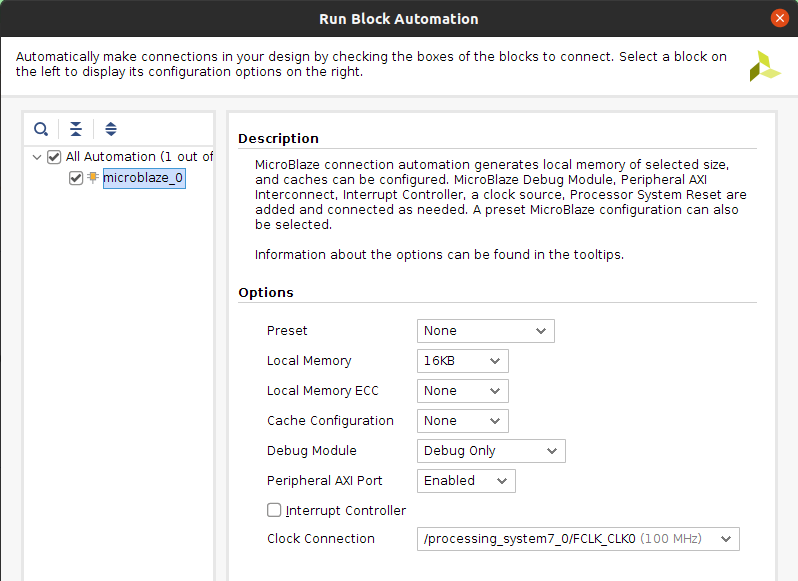 Run Block Automation
Automatically make connections in your design by checking the boxes of the blocks to connect. Select a block on
the left to display its configuration options on the right.
All Automation (1 out of
microblaze_0
Description
MicroBlaze connection automation generates local memory of selected size,
and caches can be configured. MicroBlaze Debug Module, Peripheral AXI
Interconnect, Interrupt Controller, a clock source, Processor System Reset are
added and connected as needed. A preset MicroBlaze configuration can also
be selected.
Information about the options can be found in the tooltips.
Options
Preset None
Local Memory 16KB
Local Memory ECC None
Cache Configuration None
Debug Module Debug Only
Peripheral AXI Port Enabled
Interrupt Controller
Clock Connection /processing_system7_0/FCLK_CLK0 (100 MHz)